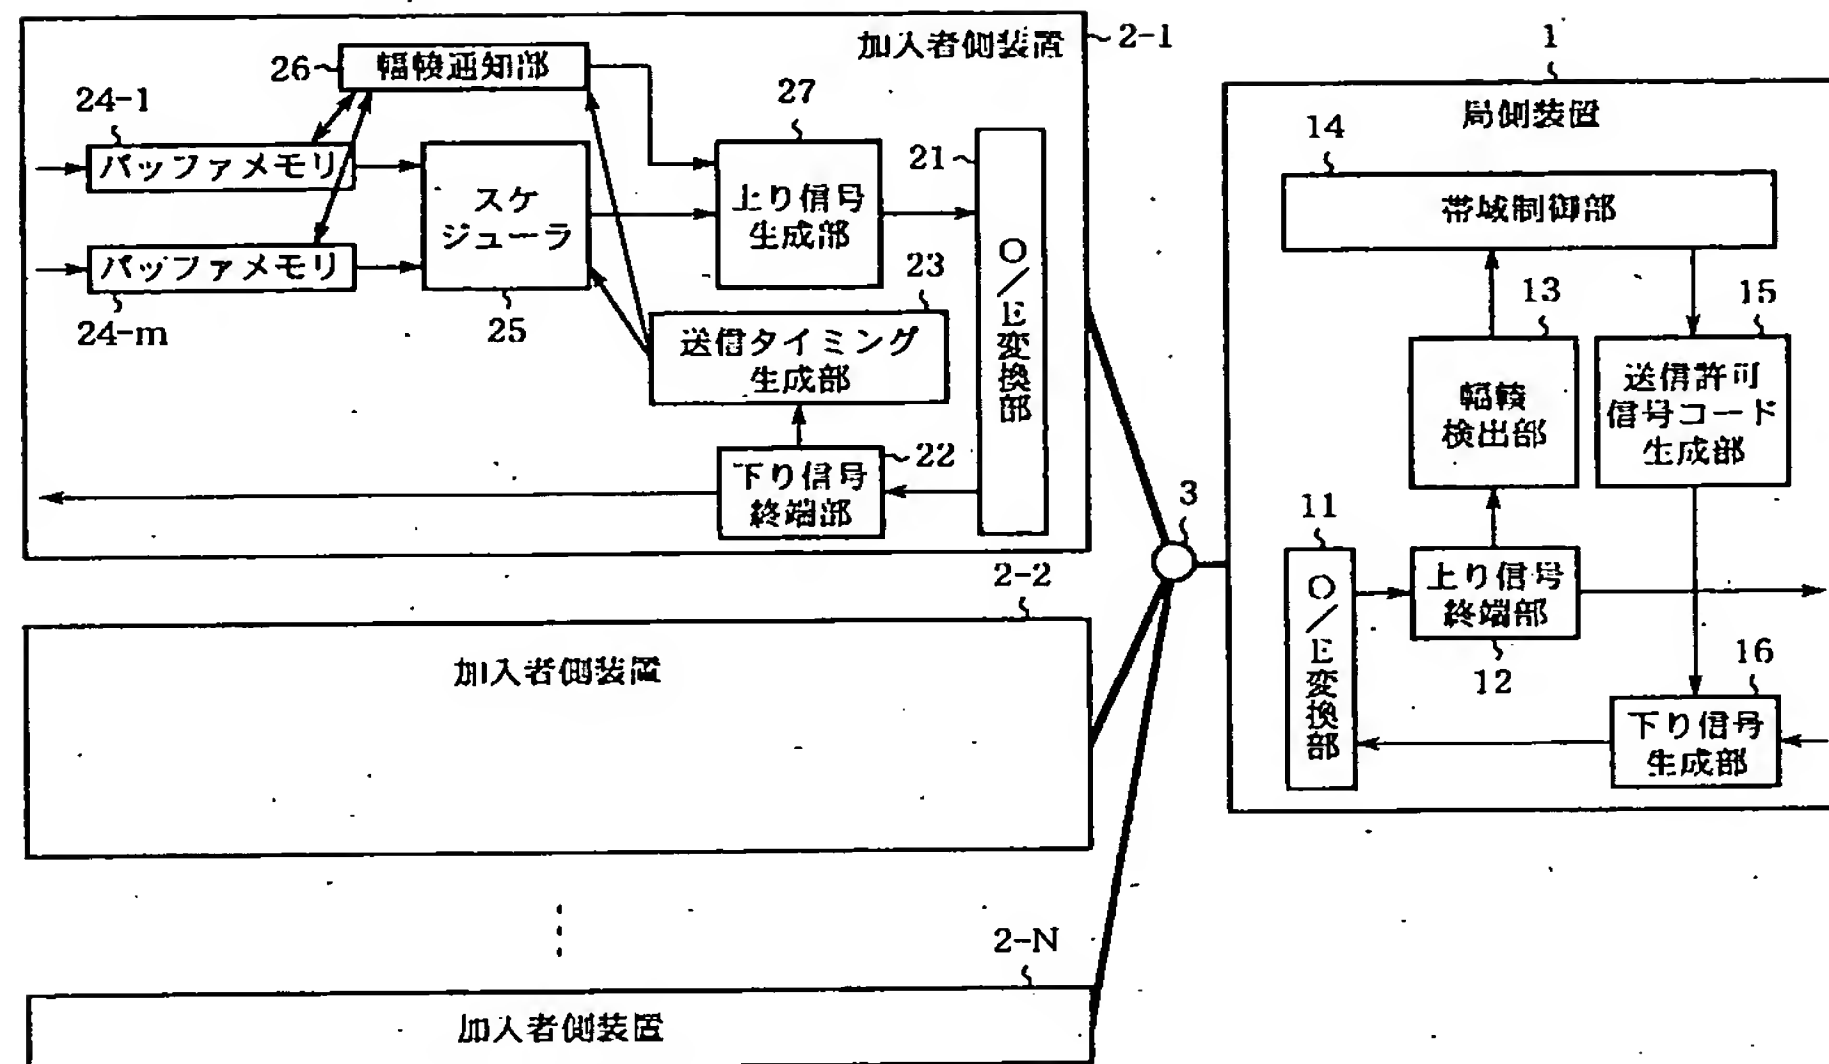 加入者側装置
2-1
26
輻輳通知部
24-1
バッファメモリ
27
21
スケ
ジューラ
上り信号
生成部
O/E変換部
バッファメモリ
24-m
25
23
送信タイミング
生成部
22
下り信号
終端部
3
2-2
加入者側装置
2-N
加入者側装置
1
局側装置
14
帯域制御部
13
輻輳
検出部
15
送信許可
信号コード
生成部
11
O/E変換部
上り信号
終端部
12
16
下り信号
生成部